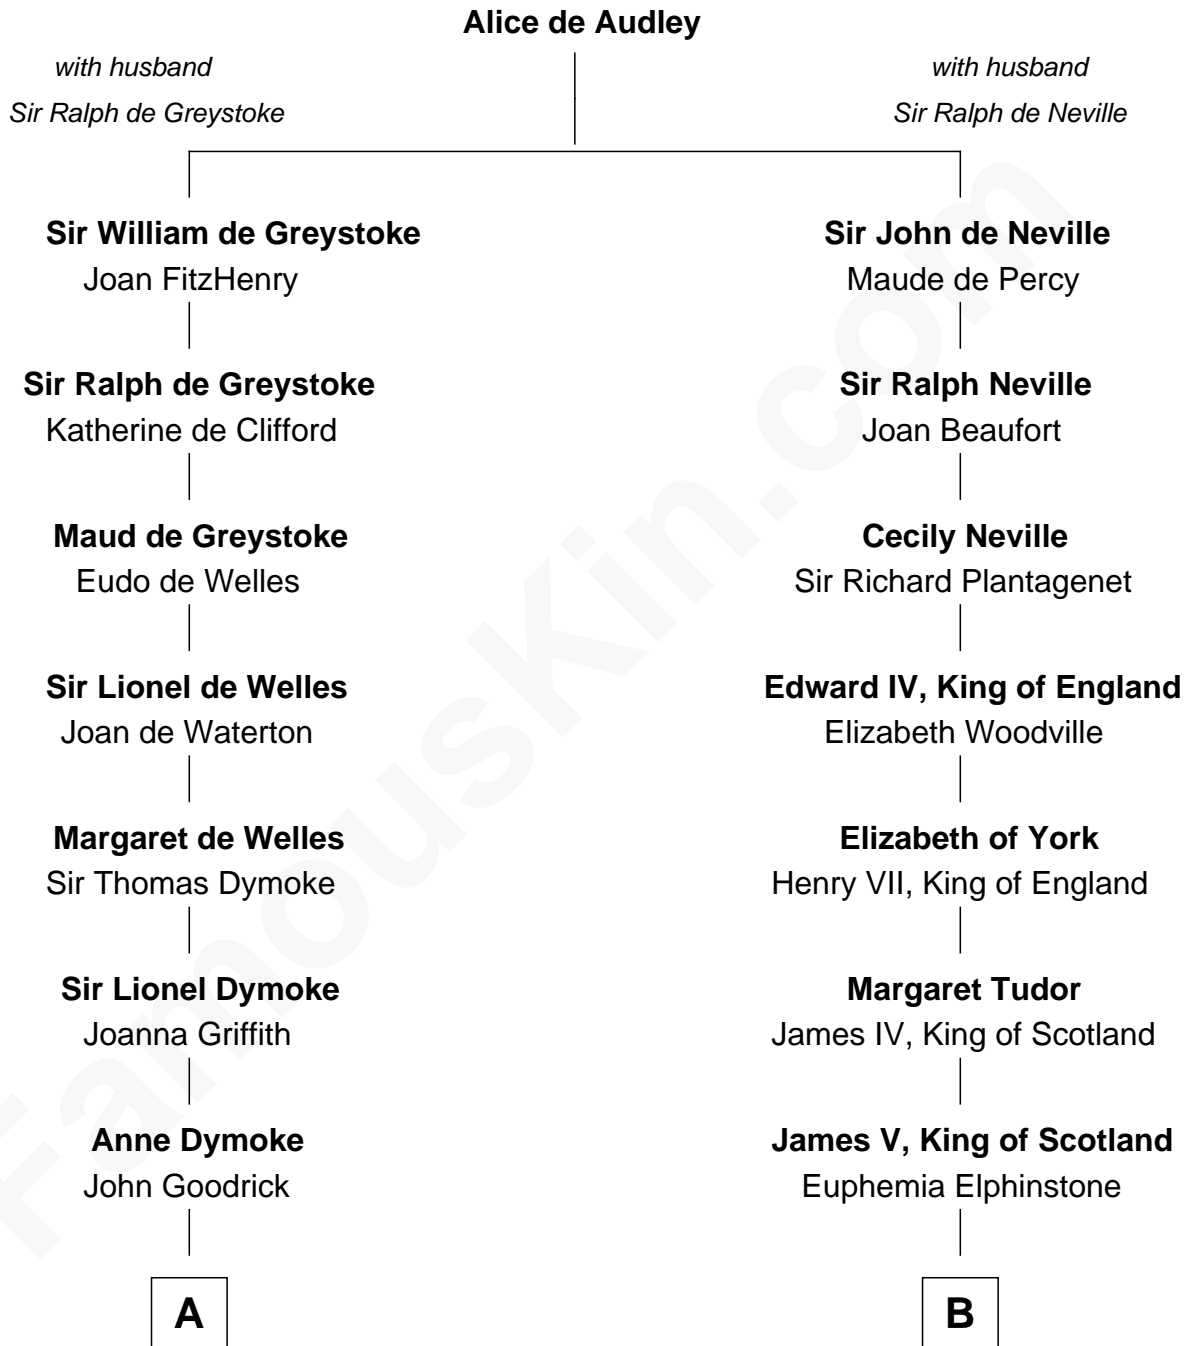 Alice de Audley
with husband
Sir Ralph de Greystoke
with husband
Sir Ralph de Neville
Sir William de Greystoke
Joan FitzHenry
Sir Ralph de Greystoke
Katherine de Clifford
Maud de Greystoke
Eudo de Welles
Sir Lionel de Welles
Joan de Waterton
Margaret de Welles
Sir Thomas Dymoke
Sir Lionel Dymoke
Joanna Griffith
Anne Dymoke
John Goodrick
A
Sir John de Neville
Maude de Percy
Sir Ralph Neville
Joan Beaufort
Cecily Neville
Sir Richard Plantagenet
Edward IV, King of England
Elizabeth Woodville
Elizabeth of York
Henry VII, King of England
Margaret Tudor
James IV, King of Scotland
James V, King of Scotland
Euphemia Elphinstone
B
FamousKin.com